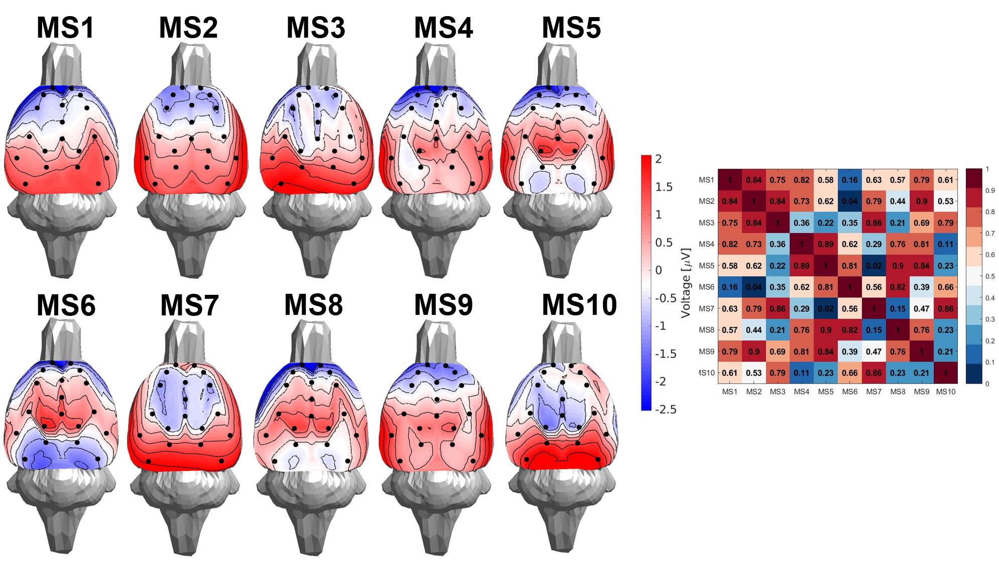 MS1 MS2 MS3 MS4 MS5
MS6 MS7 MS8 MS9 MS10
2
1.5
1
0.5
0
-0.5
-1
-1.5
-2
-2.5
Voltage [μV]
MS1 1 0.84 0.75 0.82 0.58 0.16 0.63 0.57 0.79 0.61
MS2 0.84 1 0.84 0.73 0.62 0.04 0.79 0.44 0.9 0.53
MS3 0.75 0.84 1 0.36 0.22 0.35 0.86 0.21 0.69 0.79
MS4 0.82 0.73 0.36 1 0.89 0.62 0.29 0.76 0.81 0.11
MS5 0.58 0.62 0.22 0.89 1 0.81 0.02 0.9 0.84 0.23
MS6 0.16 0.04 0.35 0.62 0.81 1 0.56 0.82 0.39 0.66
MS7 0.63 0.79 0.86 0.29 0.02 0.56 1 0.15 0.47 0.86
MS8 0.57 0.44 0.21 0.76 0.9 0.82 0.15 1 0.76 0.23
MS9 0.79 0.9 0.69 0.81 0.84 0.39 0.47 0.76 1 0.21
MS10 0.61 0.53 0.79 0.11 0.23 0.66 0.86 0.23 0.21 1
MS1 MS2 MS3 MS4 MS5 MS6 MS7 MS8 MS9 MS10
1
0.9
0.8
0.7
0.6
0.5
0.4
0.3
0.2
0.1
0